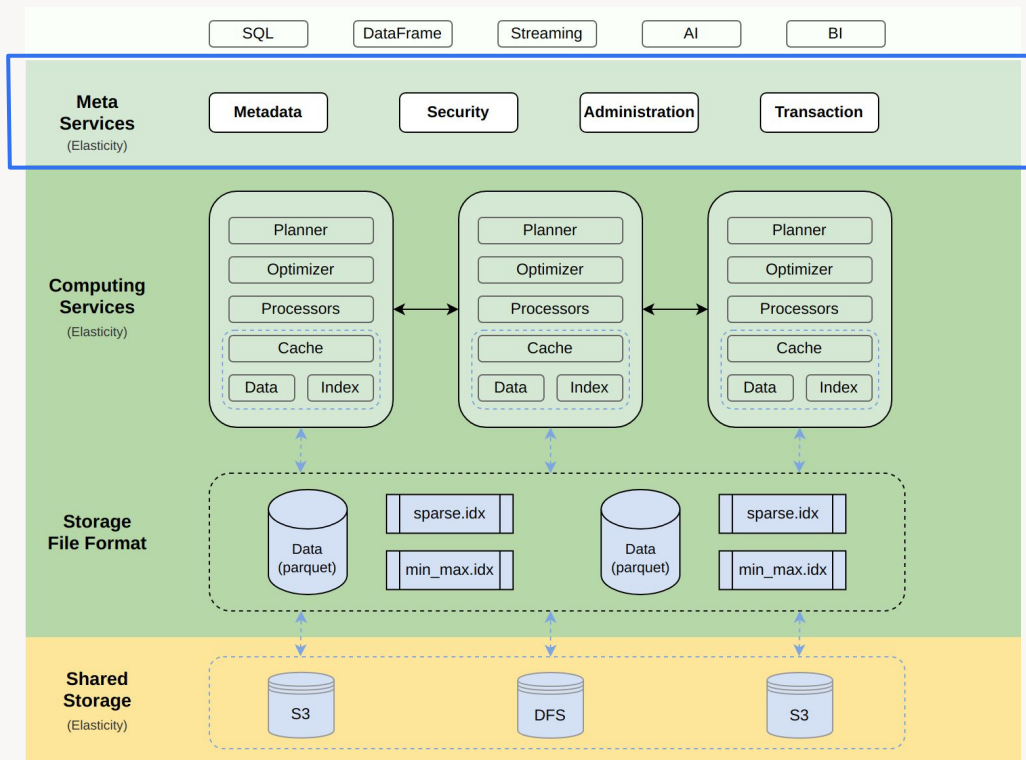 SQL
DataFrame
Streaming
AI
BI
Meta
Services
(Elasticity)
Metadata
Security
Administration
Transaction
Computing
Services
(Elasticity)
Planner
Optimizer
Processors
Cache
Data
Index
Planner
Optimizer
Processors
Cache
Data
Index
Planner
Optimizer
Processors
Cache
Data
Index
Storage
File Format
Data
(parquet)
sparse.idx
min_max.idx
Data
(parquet)
sparse.idx
min_max.idx
Shared
Storage
(Elasticity)
S3
DFS
S3